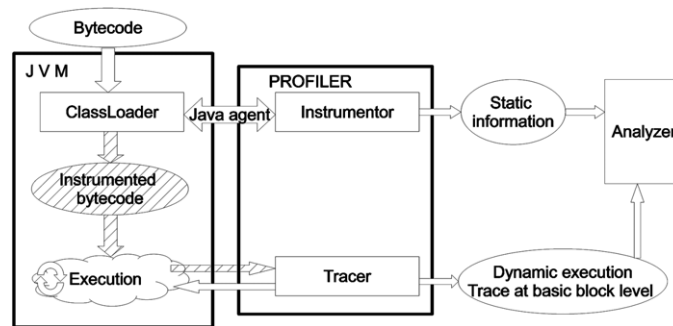 Bytecode
J V M
PROFILER
ClassLoader
Java agent
Instrumentor
Static
information
Analyzer
Instrumented
bytecode
Execution
Tracer
Dynamic execution
Trace at basic block level